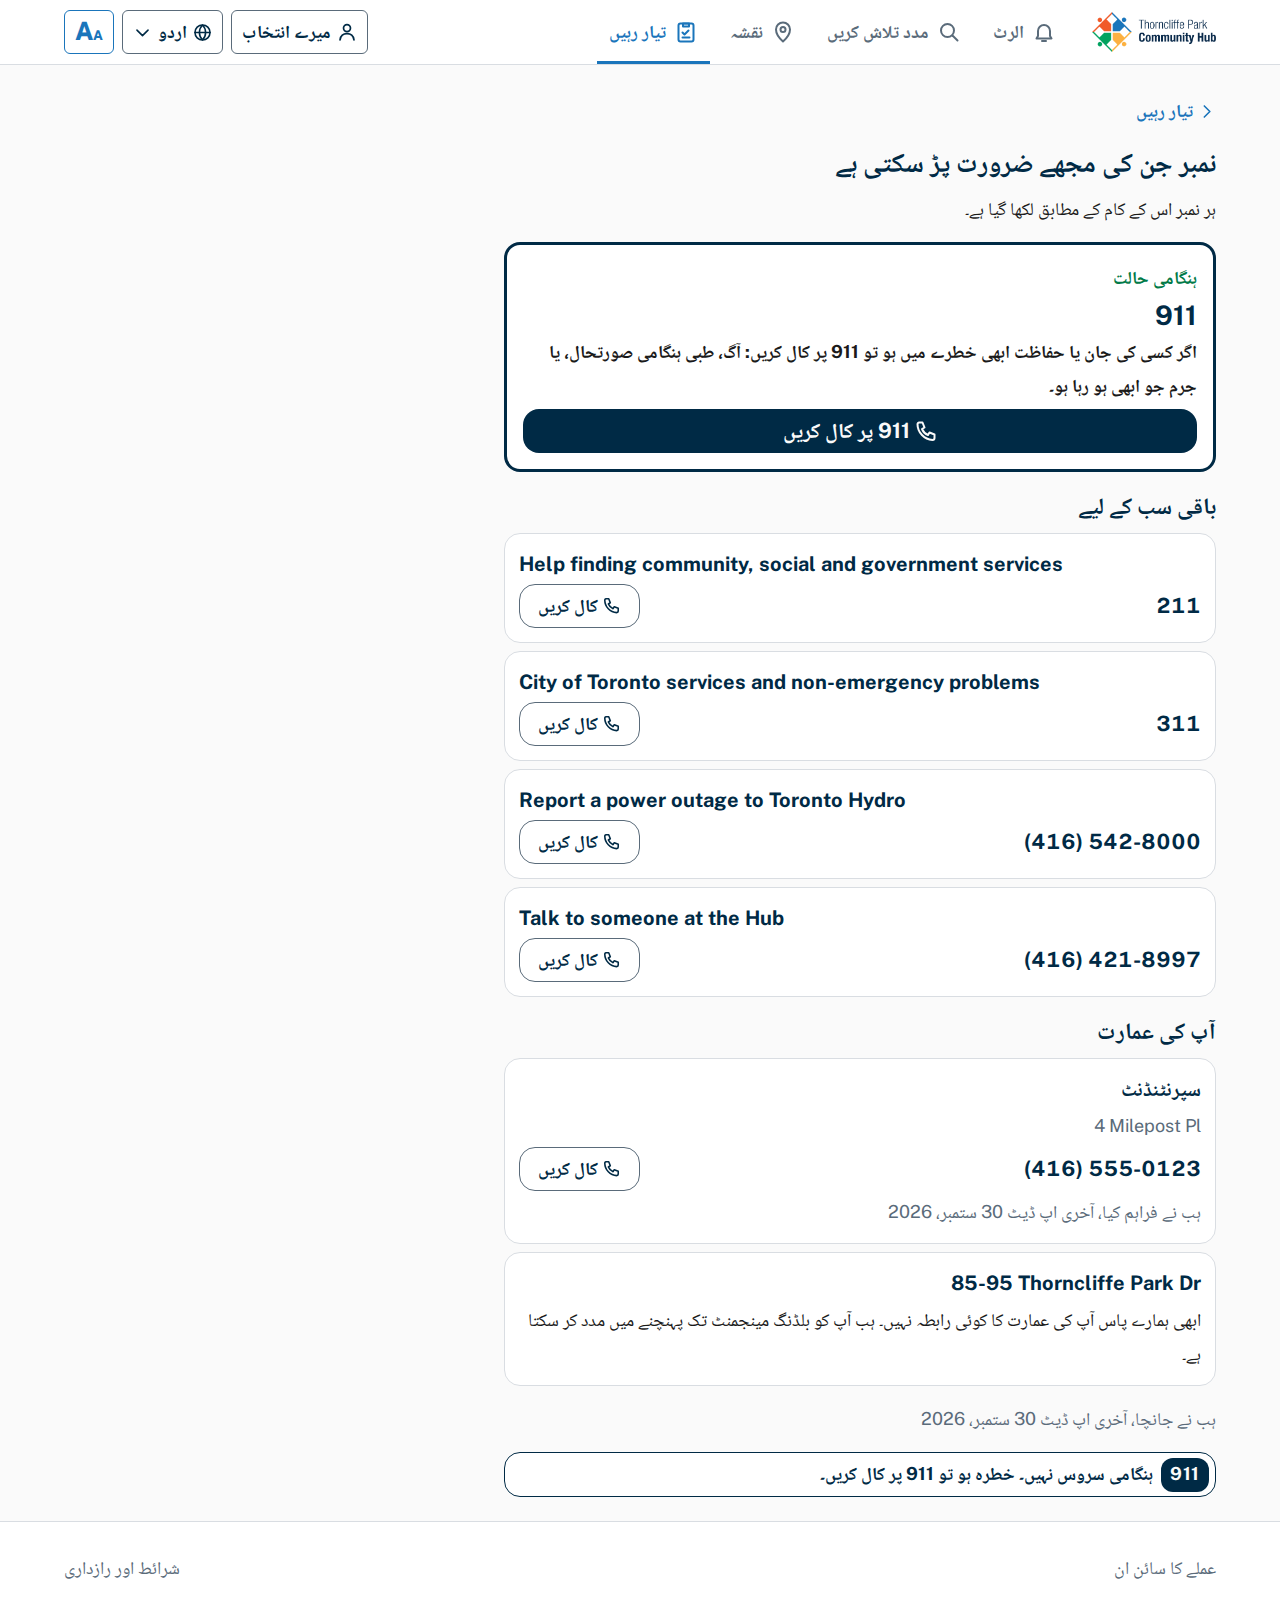 Thorncliffe Park
Community Hub
الرٹ
مدد تلاش کریں
نقشہ
تیار رہیں
میرے انتخاب
اردو
AA
تیار رہیں
نمبر جن کی مجھے ضرورت پڑ سکتی ہے
ہر نمبر اس کے کام کے مطابق لکھا گیا ہے۔
ہنگامی حالت
911
اگر کسی کی جان یا حفاظت ابھی خطرے میں ہو تو 911 پر کال کریں: آگ، طبی ہنگامی صورتحال، یا
جرم جو ابھی ہو رہا ہو۔
911 پر کال کریں
باقی سب کے لیے
Help finding community, social and government services
211
کال کریں
City of Toronto services and non-emergency problems
311
کال کریں
Report a power outage to Toronto Hydro
(416) 542-8000
کال کریں
Talk to someone at the Hub
(416) 421-8997
کال کریں
آپ کی عمارت
سپرنٹنڈنٹ
4 Milepost Pl
(416) 555-0123
کال کریں
ہب نے فراہم کیا، آخری اپ ڈیٹ 30 ستمبر، 2026
85-95 Thorncliffe Park Dr
ابھی ہمارے پاس آپ کی عمارت کا کوئی رابطہ نہیں۔ ہب آپ کو بلڈنگ مینجمنٹ تک پہنچنے میں مدد کر سکتا
ہے۔
ہب نے جانچا، آخری اپ ڈیٹ 30 ستمبر، 2026
911 ہنگامی سروس نہیں۔ خطرہ ہو تو 911 پر کال کریں۔
عملے کا سائن ان
شرائط اور رازداری